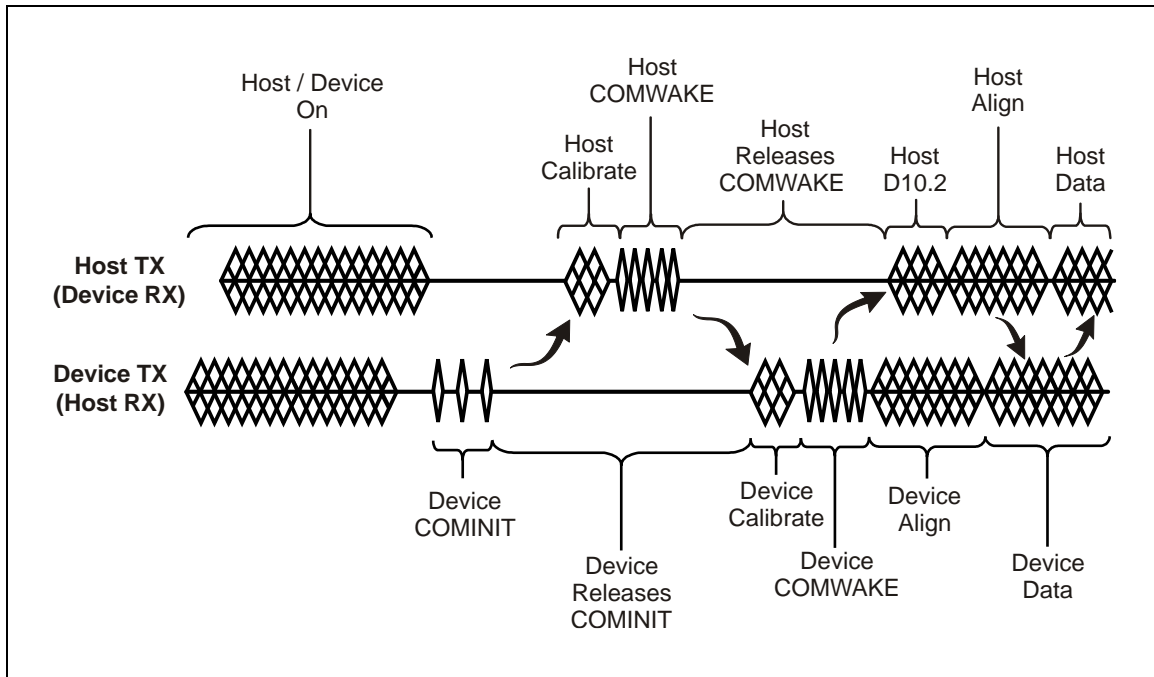 Host / Device
On
Host
COMWAKE
Host
Calibrate
Host
Releases
COMWAKE
Host
D10.2
Host
Align
Host
Data
Host TX
(Device RX)
Device TX
(Host RX)
Device
COMINIT
Device
Releases
COMINIT
Device
Calibrate
Device
COMWAKE
Device
Align
Device
Data